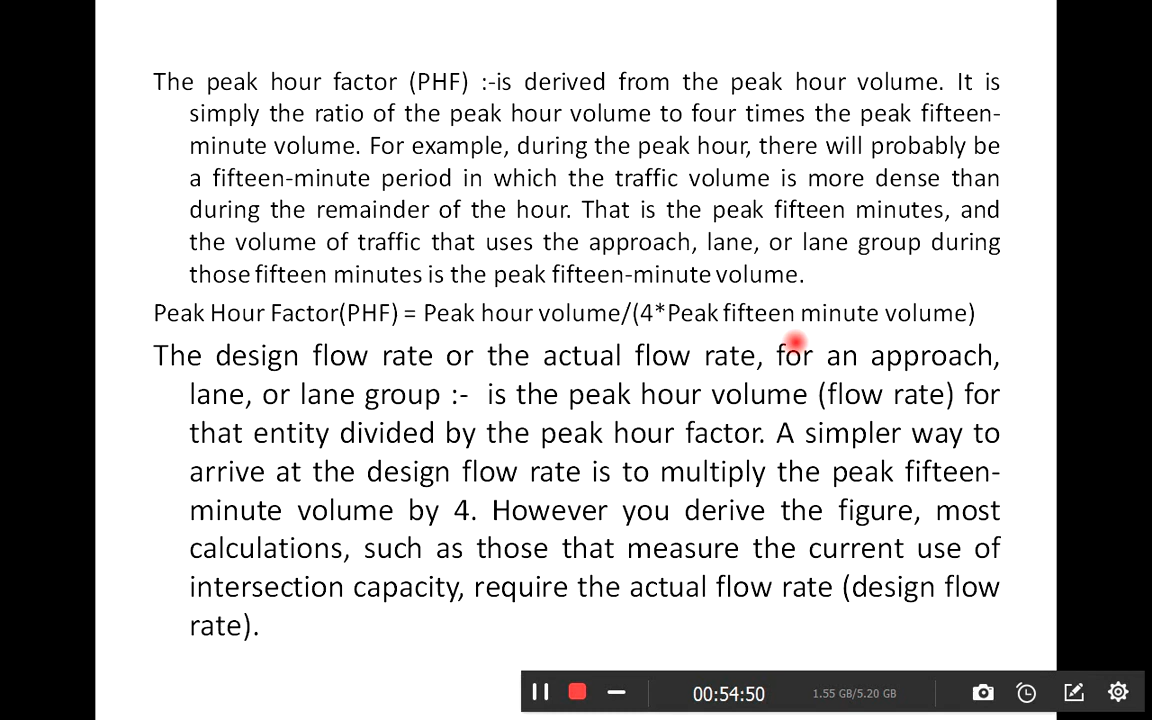 The peak hour factor (PHF) :-is derived from the peak hour volume. It is
simply the ratio of the peak hour volume to four times the peak fifteen-
minute volume. For example, during the peak hour, there will probably be
a fifteen-minute period in which the traffic volume is more dense than
during the remainder of the hour. That is the peak fifteen minutes, and
the volume of traffic that uses the approach, lane, or lane group during
those fifteen minutes is the peak fifteen-minute volume.
Peak Hour Factor(PHF) = Peak hour volume/(4*Peak fifteen minute volume)
The design flow rate or the actual flow rate, for an approach,
lane, or lane group :- is the peak hour volume (flow rate) for
that entity divided by the peak hour factor. A simpler way to
arrive at the design flow rate is to multiply the peak fifteen-
minute volume by 4. However you derive the figure, most
calculations, such as those that measure the current use of
intersection capacity, require the actual flow rate (design flow
rate).
00:54:50
1.55 GB/5.20 GB